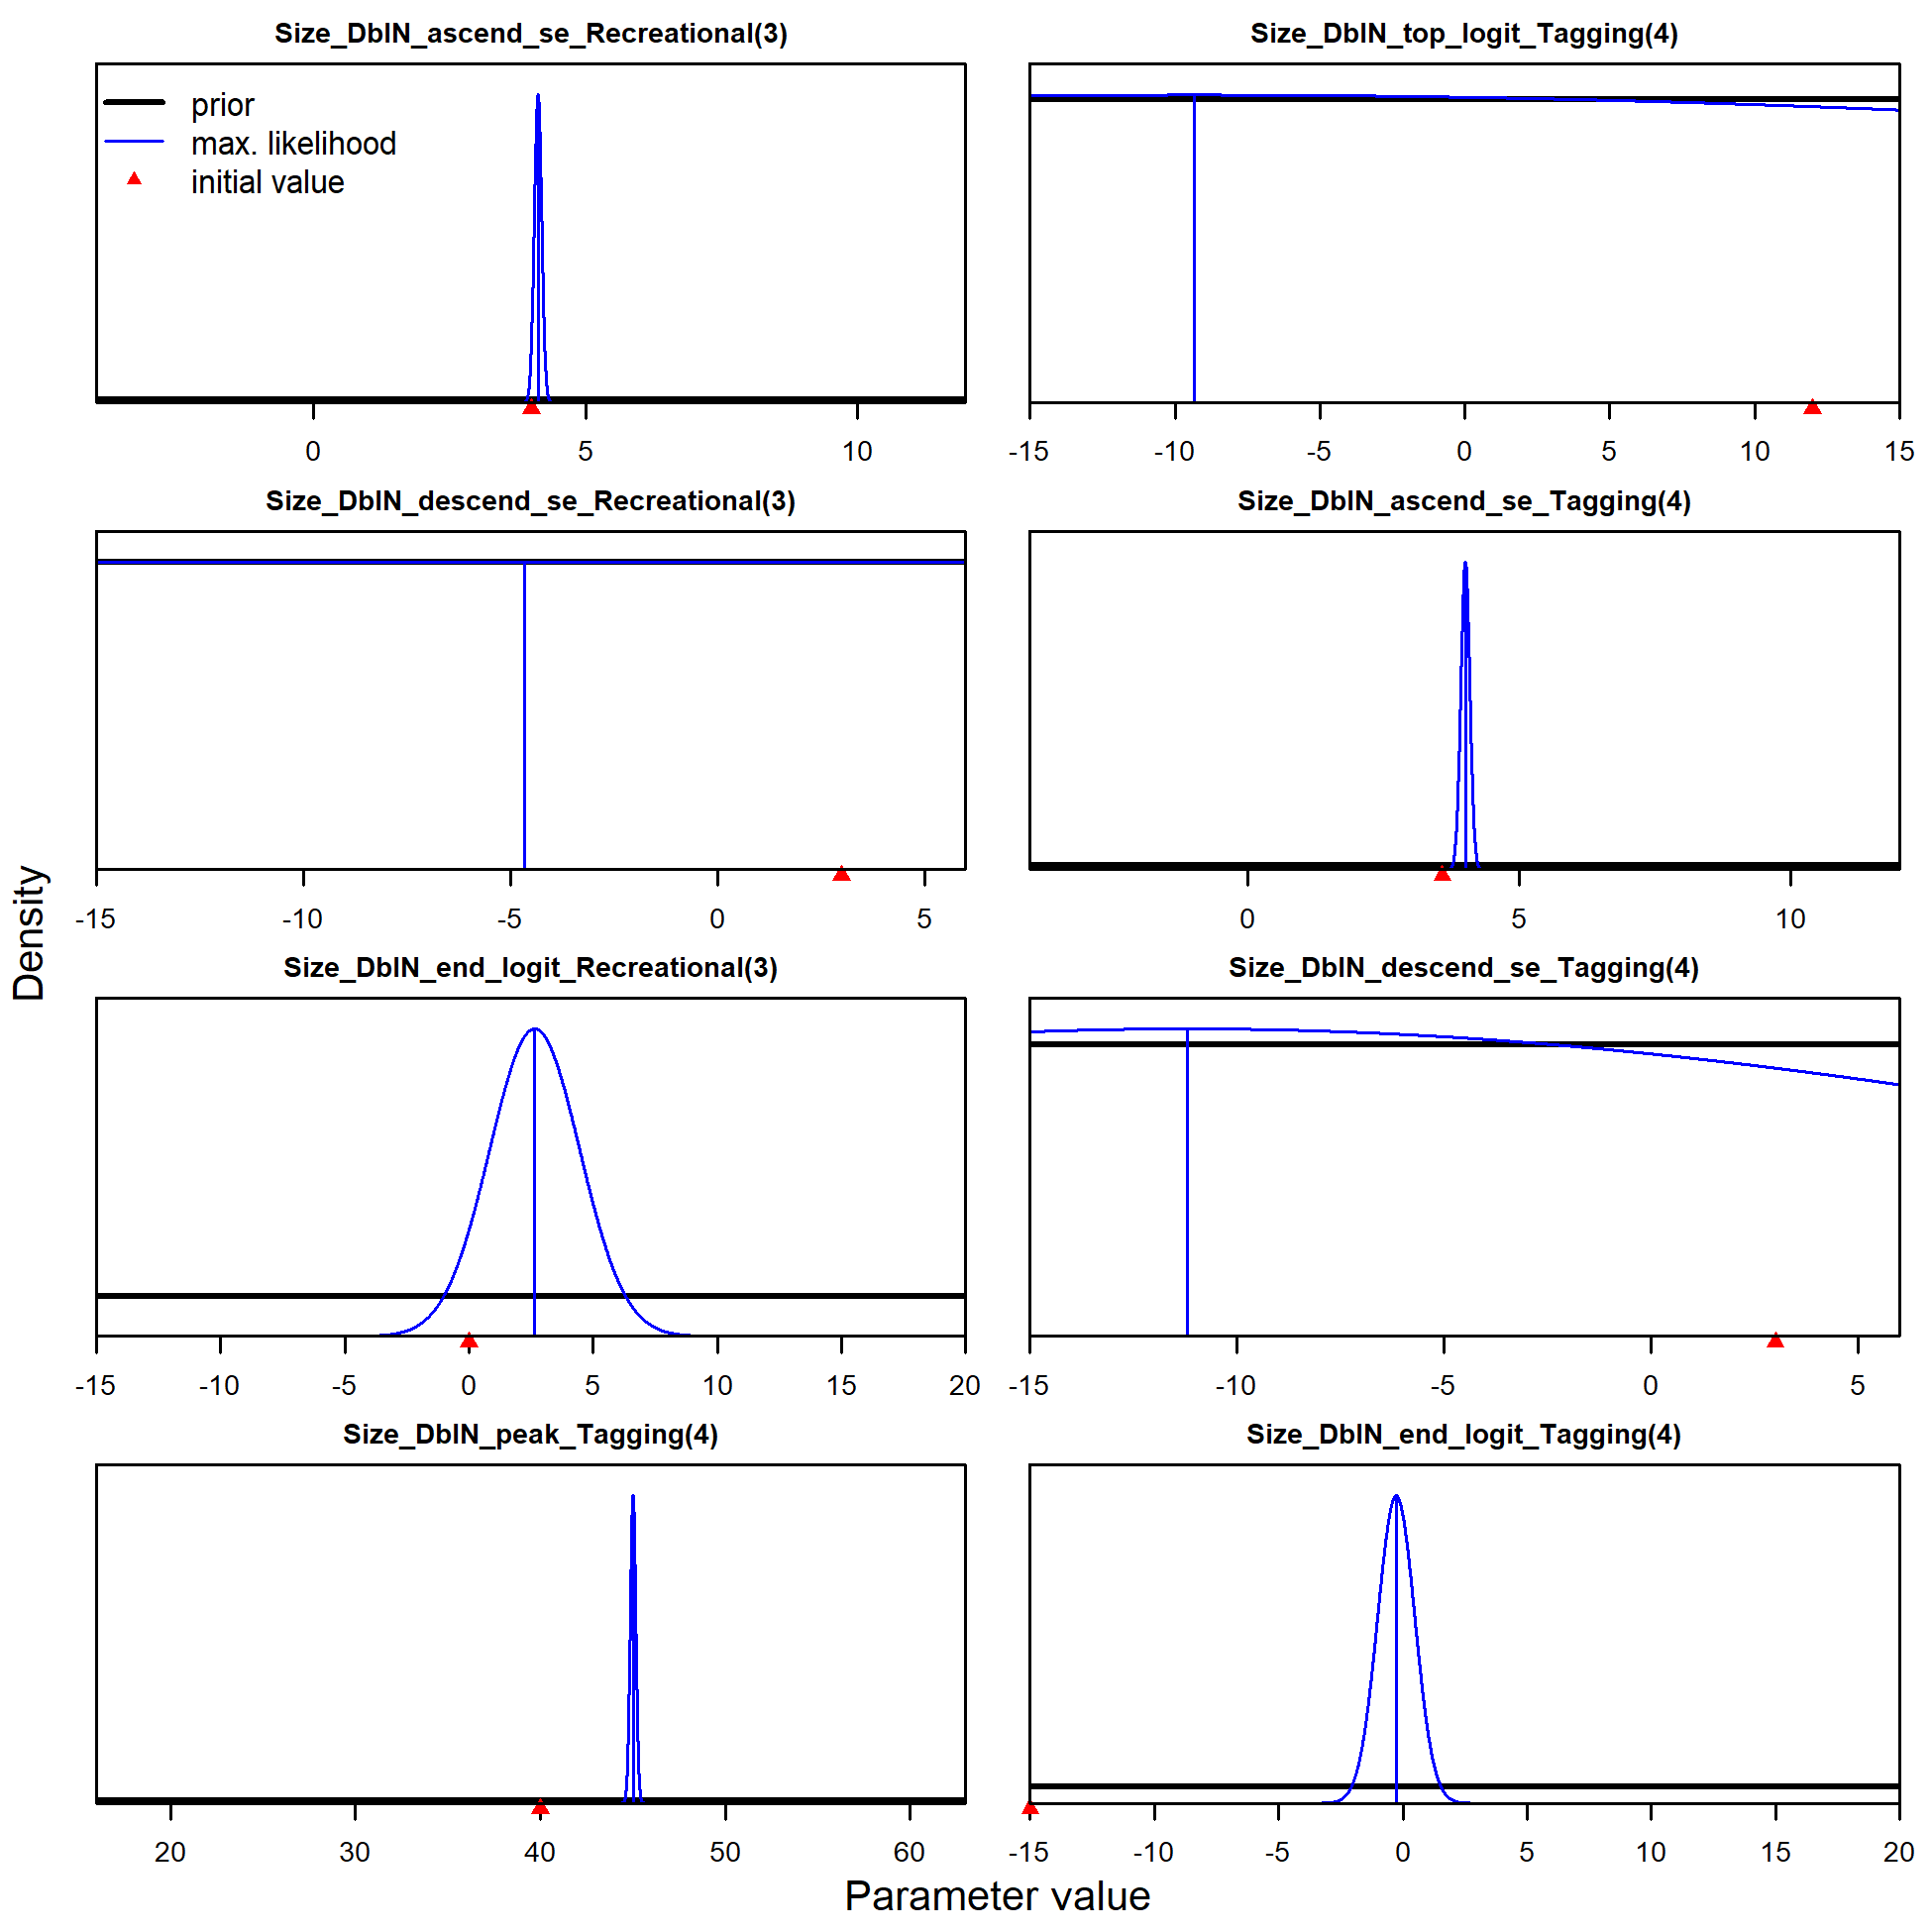 Size_DblN_ascend_se_Recreational(3)
prior
max. likelihood
initial value
0 5 10
Size_DblN_top_logit_Tagging(4)
-15 -10 -5 0 5 10 15
Size_DblN_descend_se_Recreational(3)
-15 -10 -5 0 5
Size_DblN_ascend_se_Tagging(4)
0 5 10
Size_DblN_end_logit_Recreational(3)
-15 -10 -5 0 5 10 15 20
Size_DblN_descend_se_Tagging(4)
-15 -10 -5 0 5
Size_DblN_peak_Tagging(4)
20 30 40 50 60
Size_DblN_end_logit_Tagging(4)
-15 -10 -5 0 5 10 15 20
Density
Parameter value